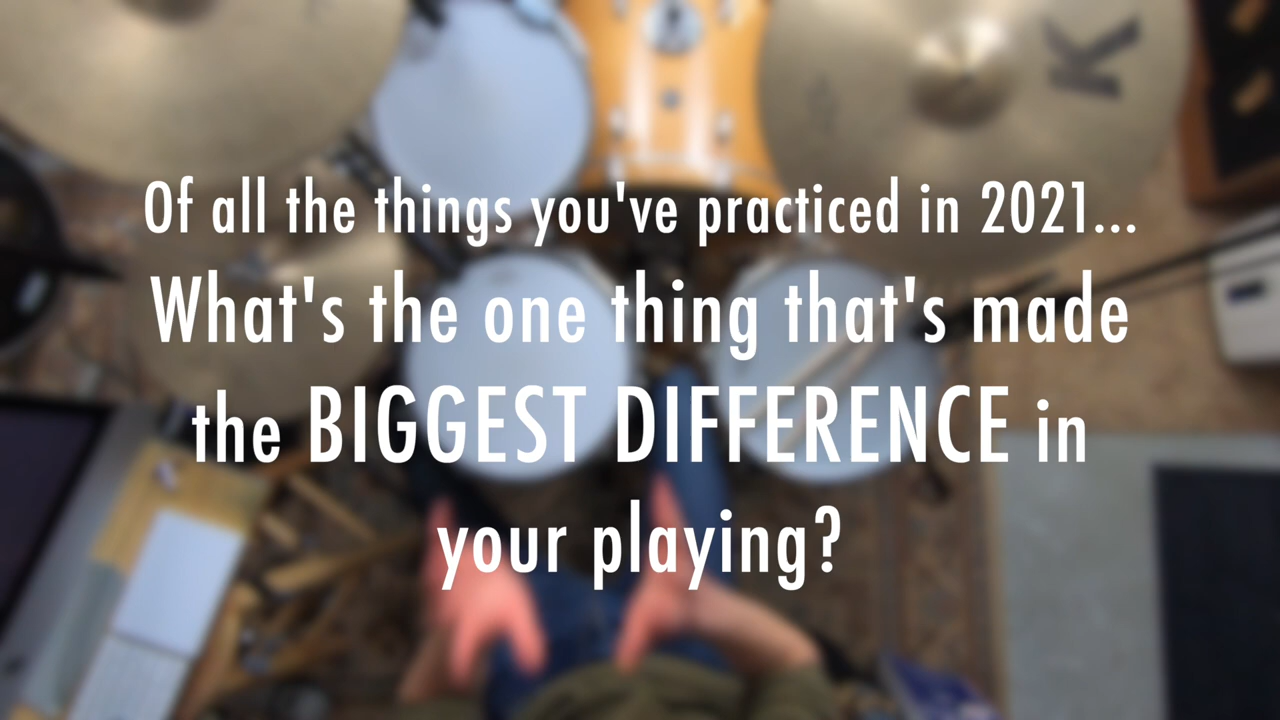 K
Of all the things you've practiced in 2021...
What's the one thing that's made
the BIGGEST DIFFERENCE in
your playing?